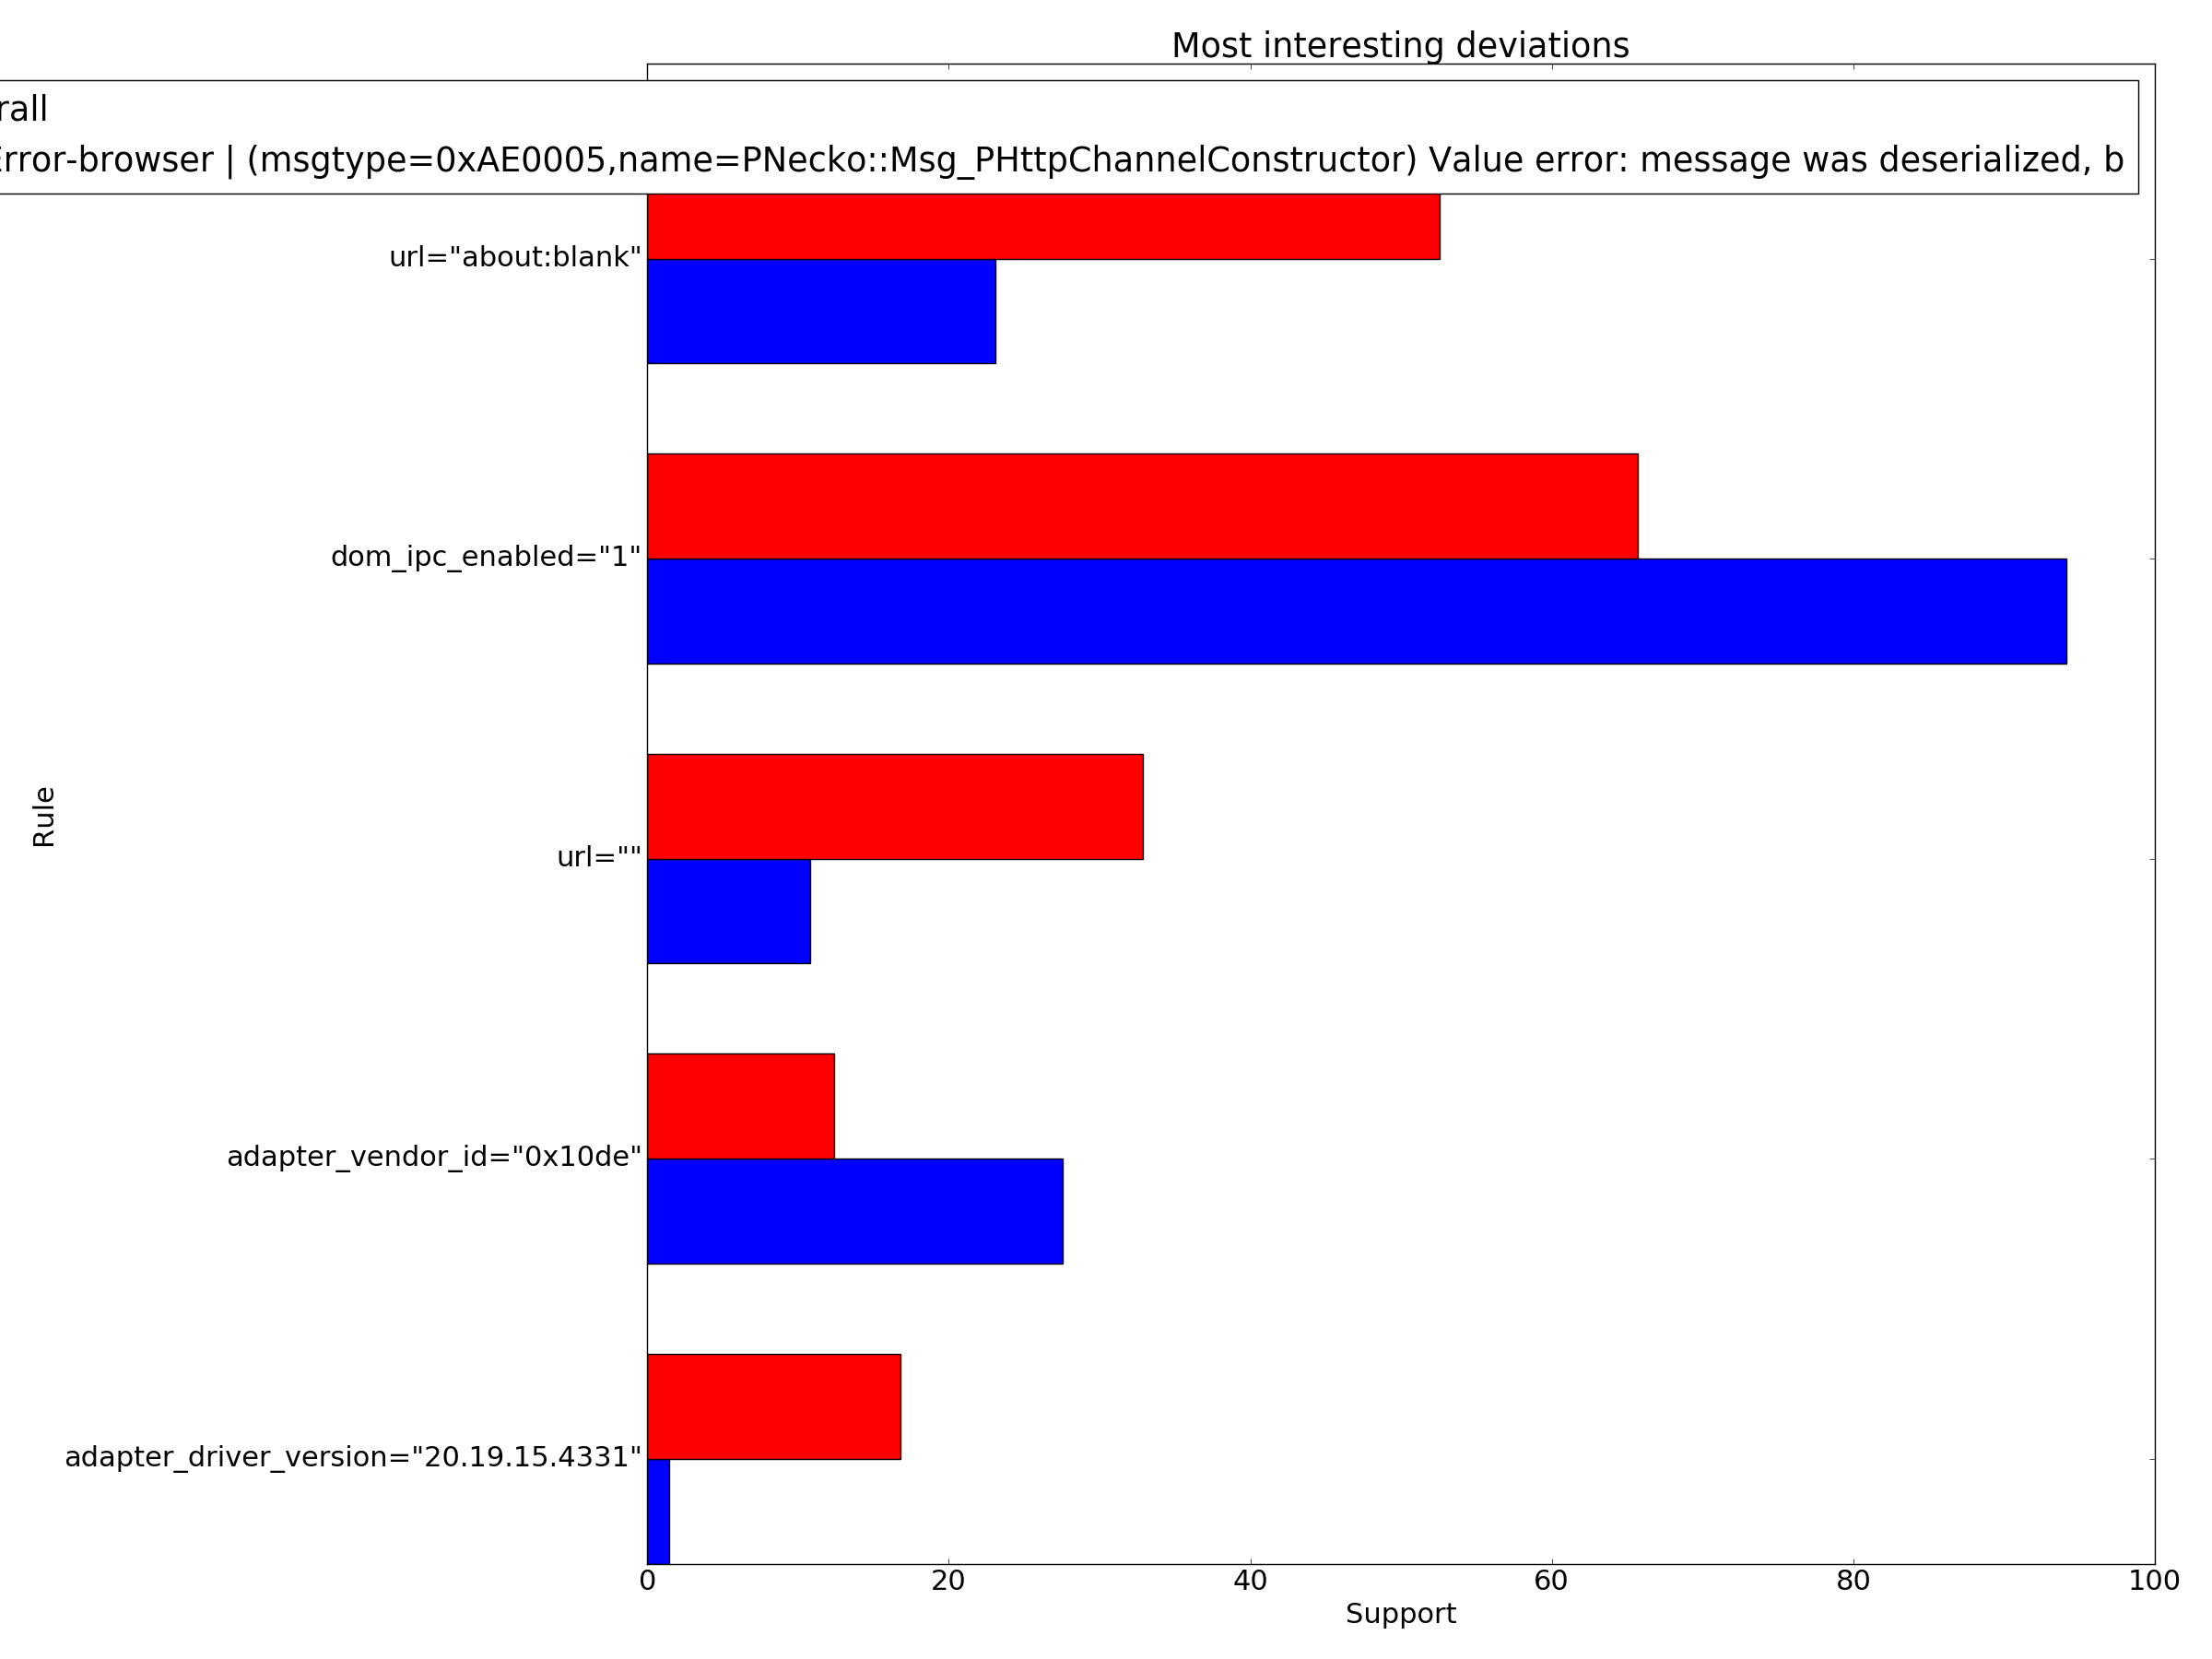 Most interesting deviations
rall
Error-browser | (msgtype=0xAE0005,name=PNecko::Msg_PHttpChannelConstructor) Value error: message was deserialized, b
url="about:blank"
dom_ipc_enabled="1"
url=""
adapter_vendor_id="0x10de"
adapter_driver_version="20.19.15.4331"
Rule
0 20 40 60 80 100
Support